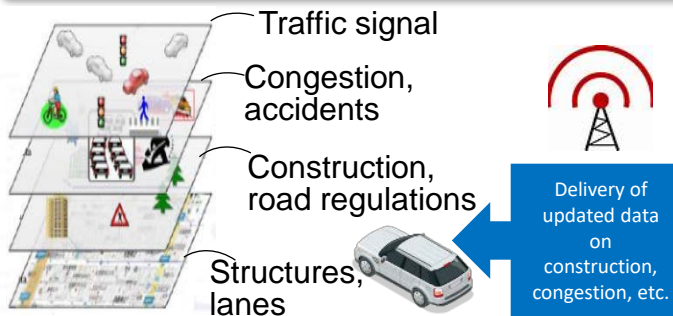 Traffic signal
Congestion,
accidents
Construction,
road regulations
Structures,
lanes
Delivery of
updated data
on
construction,
congestion, etc.